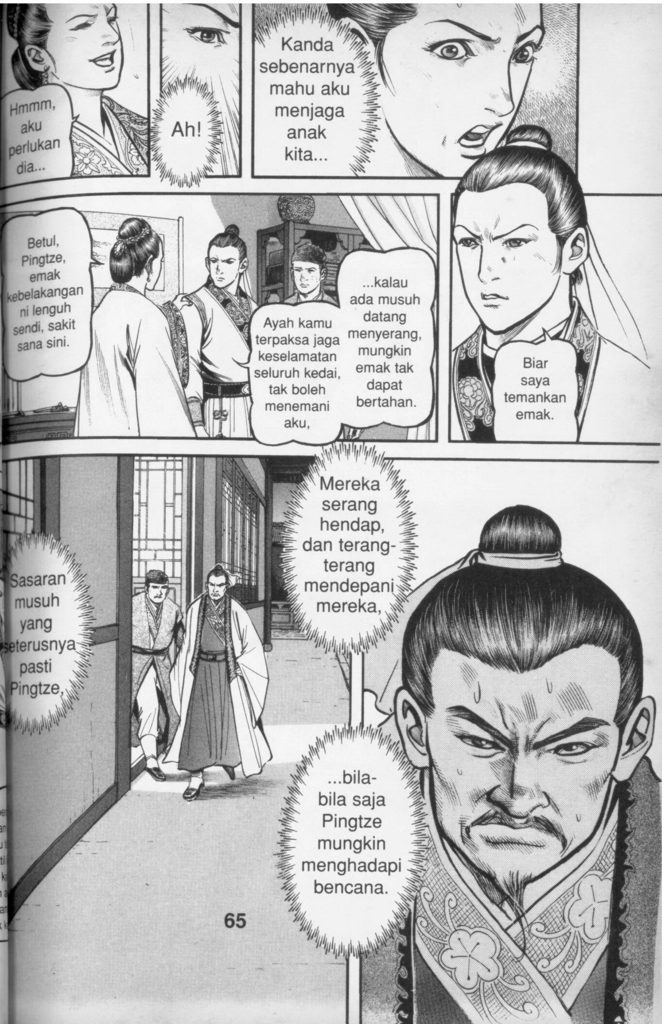 Hmmm,
aku
perlukan
dia...
Ah!
Kanda
sebenarnya
mahu aku
menjaga
anak
kita...
Betul,
Pingtze,
emak
kebelakangan
ni lenguh
sendi, sakit
sana sini.
...kalau
ada musuh
datang
menyerang,
mungkin
emak tak
dapat
bertahan.
Ayah kamu
terpaksa jaga
keselamatan
seluruh kedai,
tak boleh
menemani
aku,
Biar
saya
temankan
emak.
Mereka
serang
hendap,
dan terang-
terang
mendepani
mereka,
Sasaran
musuh
yang
seterusnya
pasti
Pingtze,
...bila-
bila saja
Pingtze
mungkin
menghadapi
bencana.
65